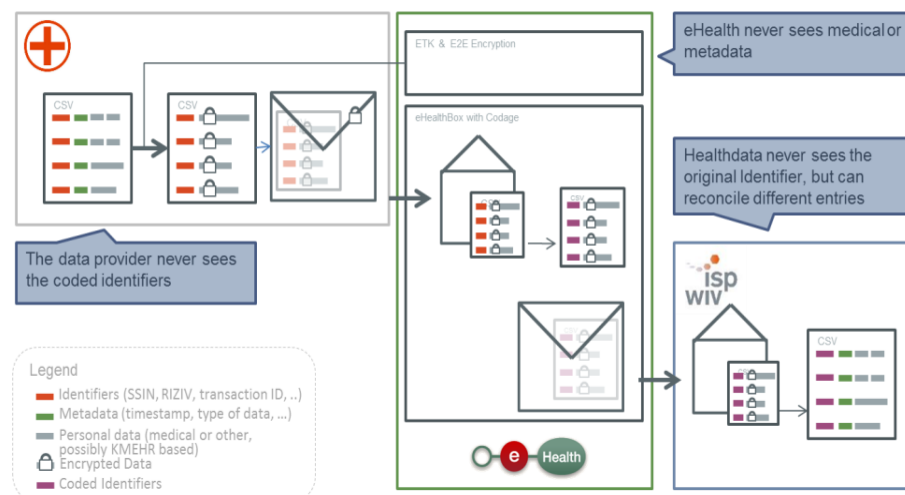 ETK & E2E Encryption
eHealth never sees medical or
metadata
CSV
CSV
eHealthBox with Codage
Healthdata never sees the
original Identifier, but can
reconcile different entries
CSV
The data provider never sees
the coded identifiers
isp
WIV
CSV
Legend
Identifiers (SSIN, RIZIV, transaction ID, ..)
Metadata (timestamp, type of data, ...)
Personal data (medical or other,
possibly KMEHR based)
Encrypted Data
Coded Identifiers
e Health